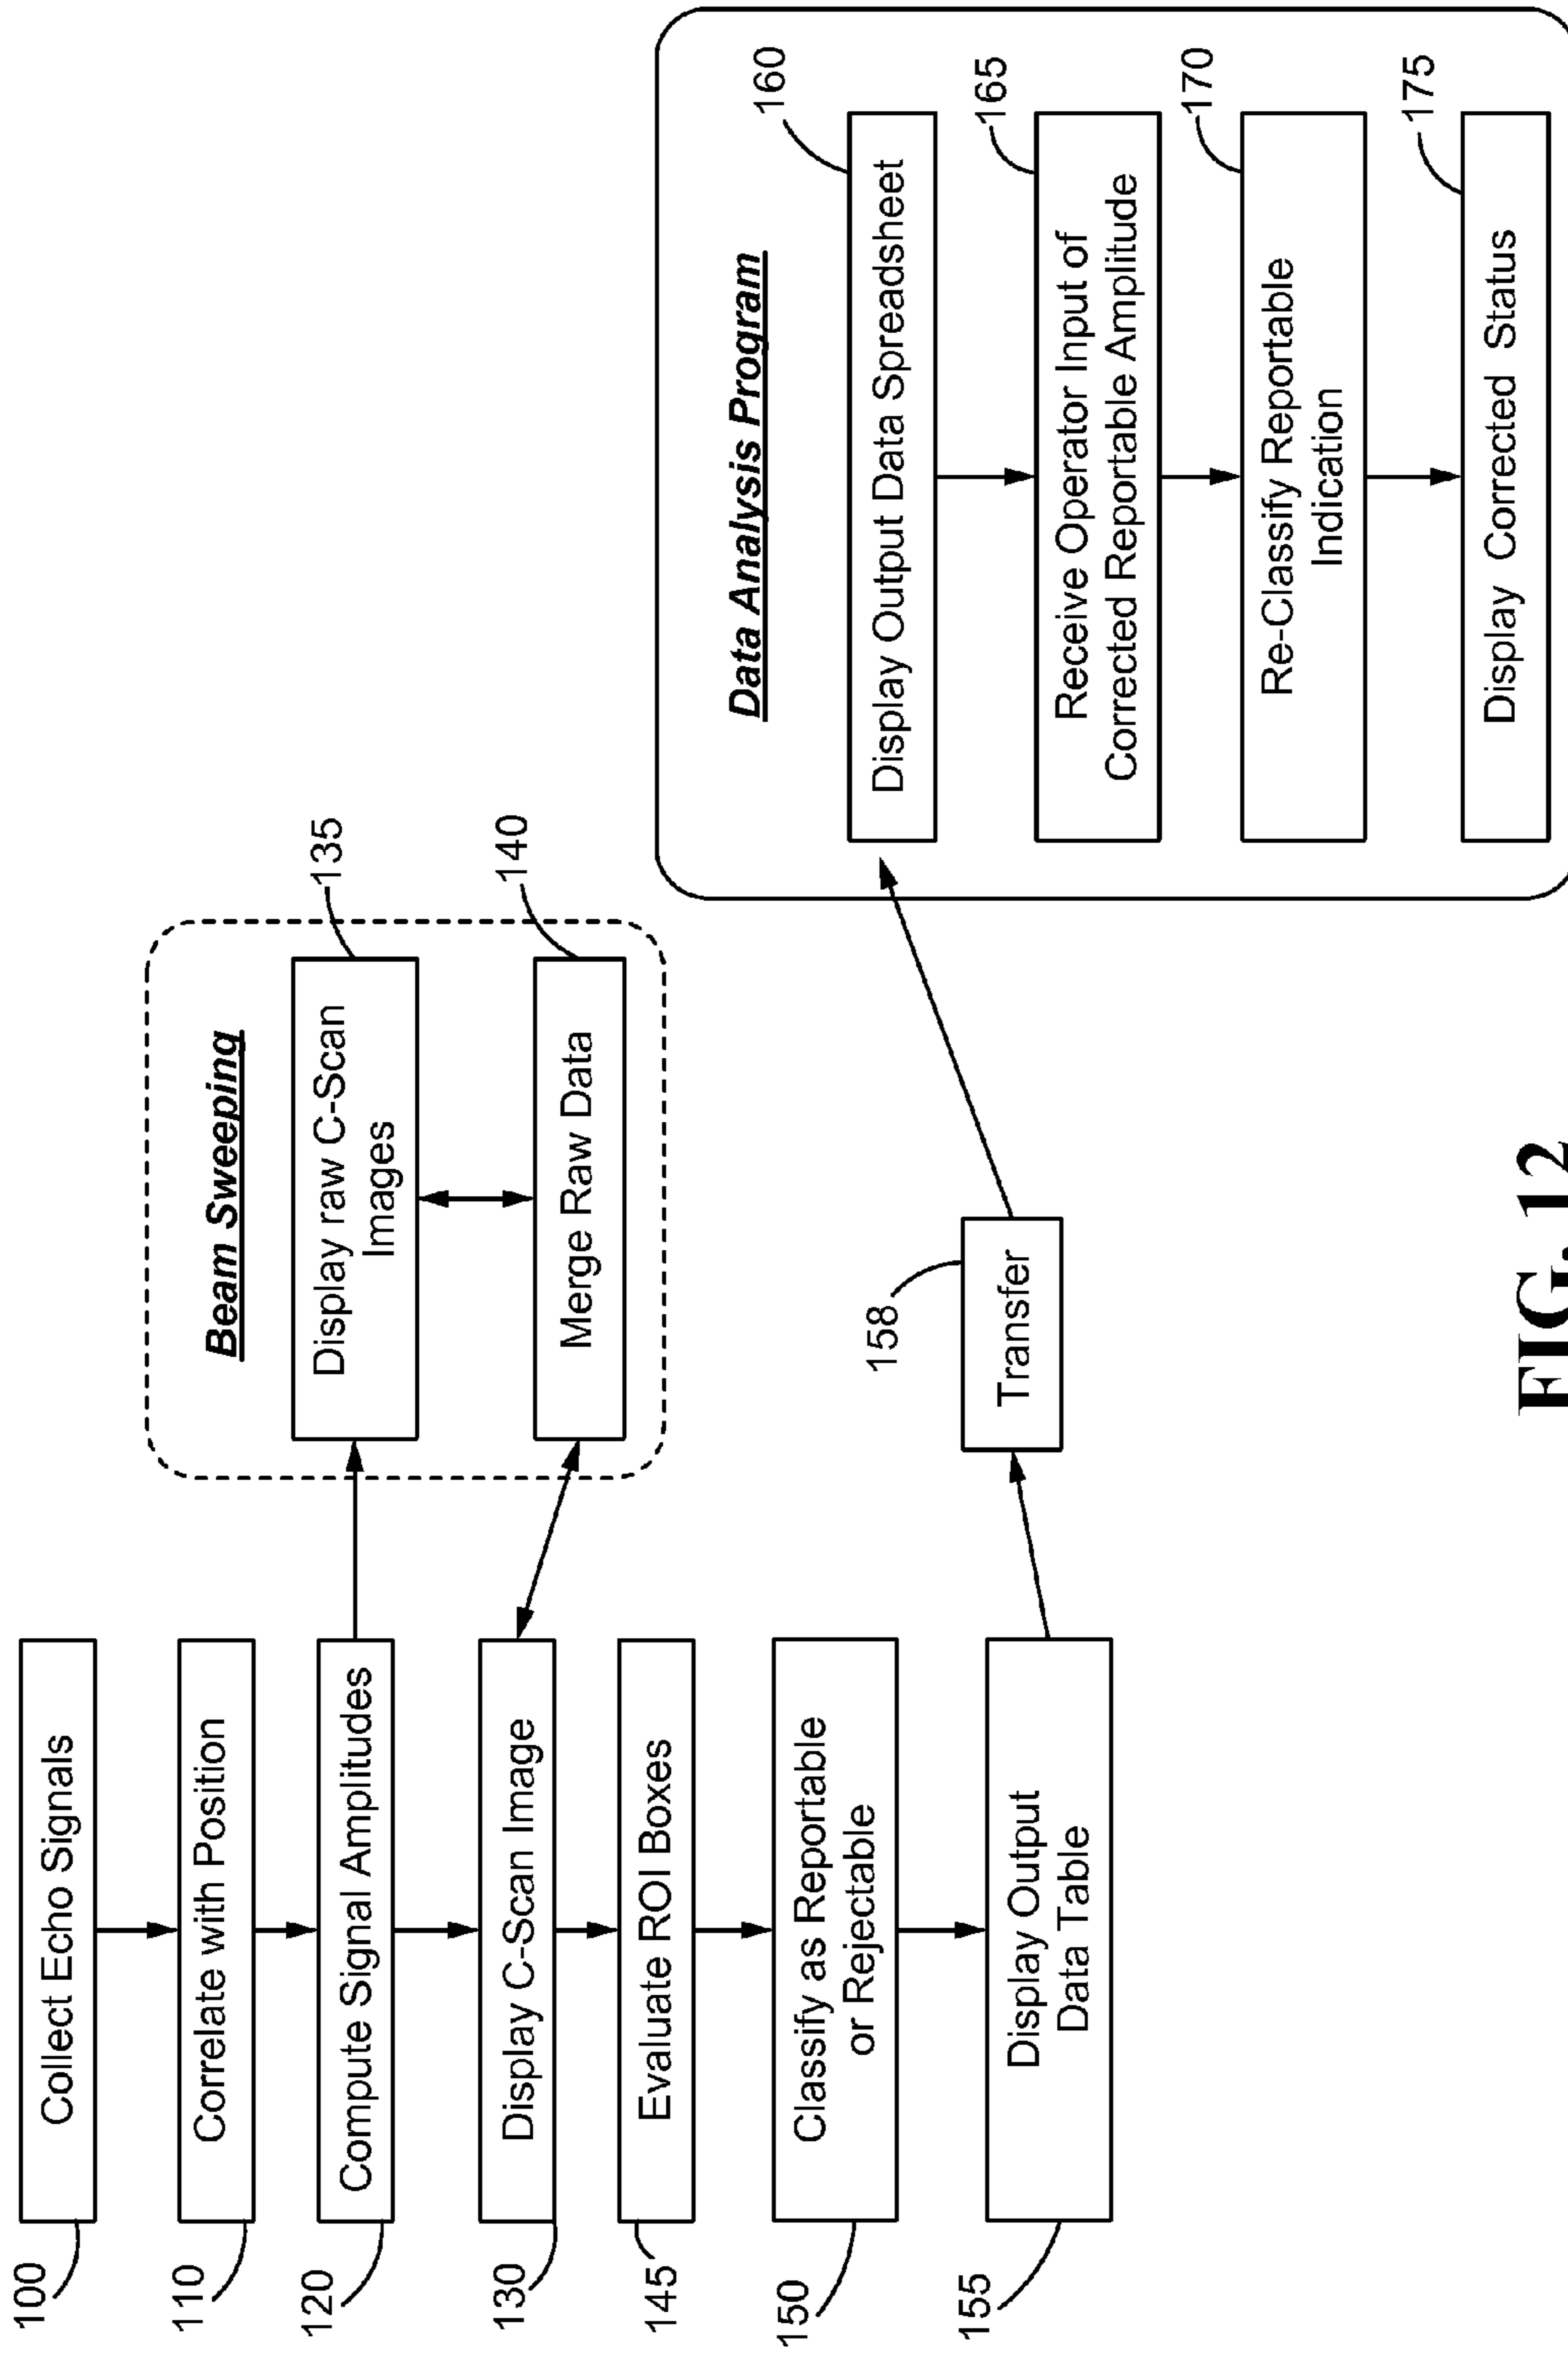 100
Collect Echo Signals
110
Correlate with Position
120
Compute Signal Amplitudes
130
Display C-Scan Image
145
Evaluate ROI Boxes
150
Classify as Reportable
or Rejectable
155
Display Output
Data Table
Beam Sweeping
135
Display raw C-Scan
Images
140
Merge Raw Data
158
Transfer
Data Analysis Program
160
Display Output Data Spreadsheet
165
Receive Operator Input of
Corrected Reportable Amplitude
170
Re-Classify Reportable
Indication
175
Display Corrected Status
FIG. 12